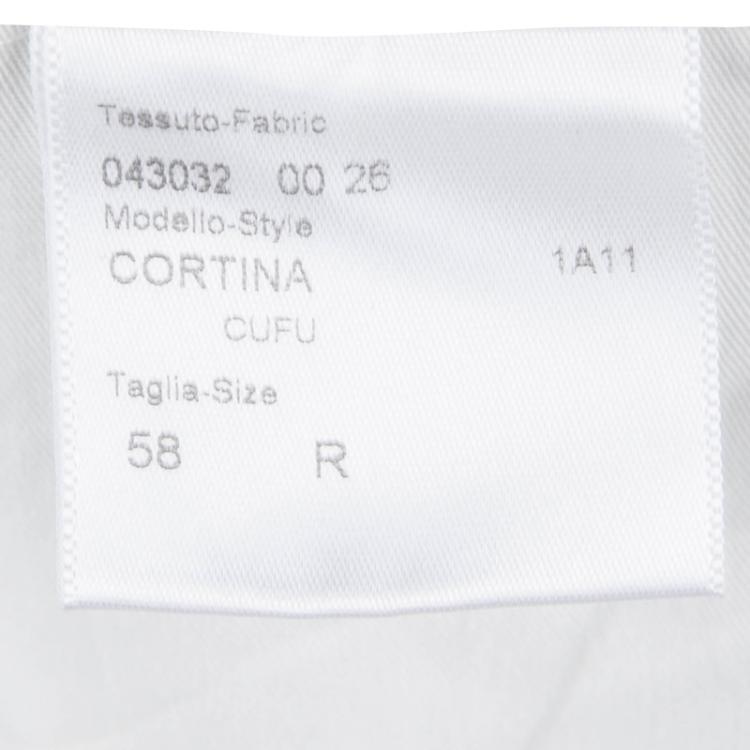 Tessuto-Fabric
043032 00 26
Modello-Style
CORTINA 1A11
CUFU
Taglia-Size
58 R